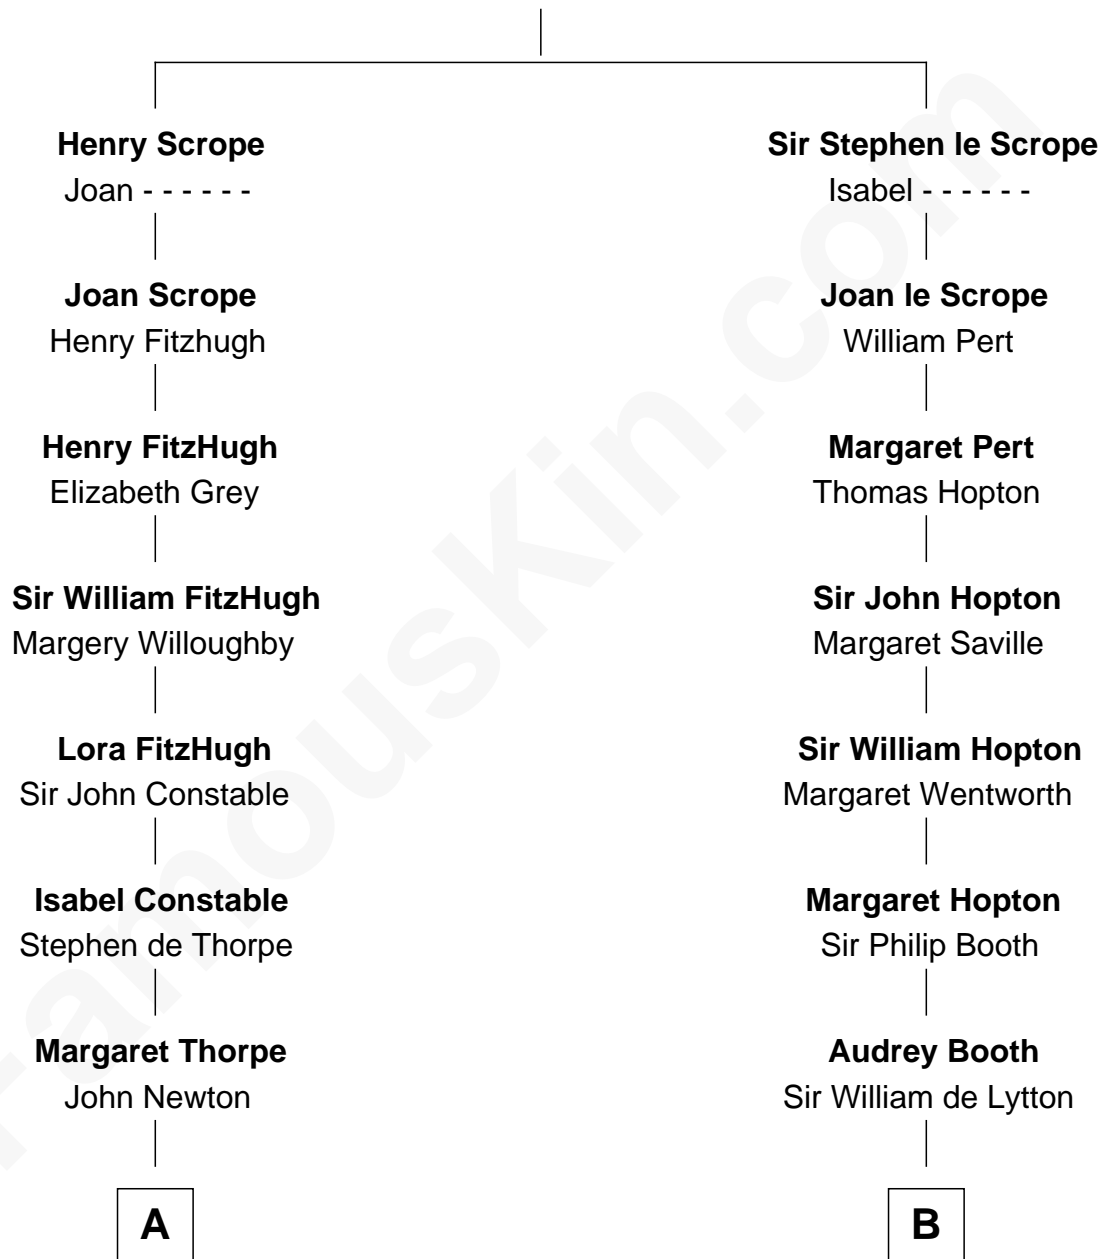 Henry Scrope
Joan - - - - - -
Joan Scrope
Henry Fitzhugh
Henry FitzHugh
Elizabeth Grey
Sir William FitzHugh
Margery Willoughby
Lora FitzHugh
Sir John Constable
Isabel Constable
Stephen de Thorpe
Margaret Thorpe
John Newton
A
Sir Stephen le Scrope
Isabel - - - - - -
Joan le Scrope
William Pert
Margaret Pert
Thomas Hopton
Sir John Hopton
Margaret Saville
Sir William Hopton
Margaret Wentworth
Margaret Hopton
Sir Philip Booth
Audrey Booth
Sir William de Lytton
B
FamousKin.com